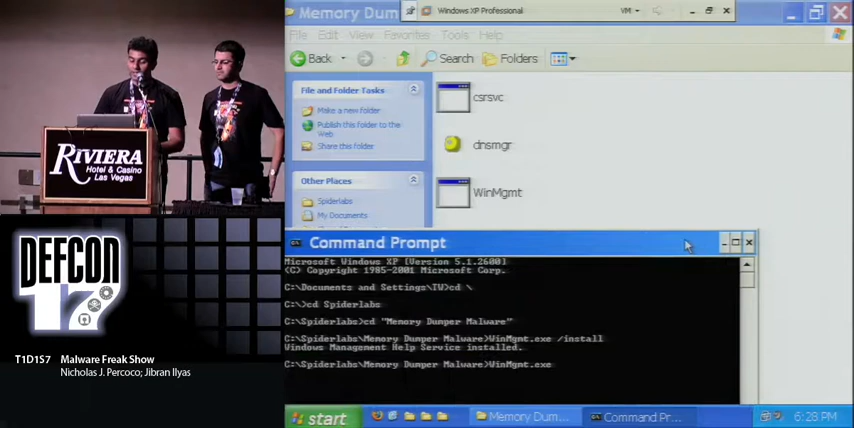 Memory Dum
Windows XP Professional
VM
File Edit View Favorites Tools Help
Back
Search
Folders
File and Folder Tasks
Make a new folder
Publish this folder to the
Web
Share this folder
Other Places
Spiderlabs
My Documents
csrsvc
dnsmgr
WinMgmt
Command Prompt
Microsoft Windows XP [Version 5.1.2600]
(C) Copyright 1985-2001 Microsoft Corp.
C:\Documents and Settings\TW>cd \
C:\>cd Spiderlabs
C:\Spiderlabs>cd "Memory Dumper Malware"
C:\Spiderlabs\Memory Dumper Malware>WinMgmt.exe /install
Windows Management Help Service installed.
C:\Spiderlabs\Memory Dumper Malware>WinMgmt.exe
start
Memory Dum...
Command Pr...
6:28 PM
RIVIERA
Hotel & Casino
Las Vegas
DEFCON
17
T1D1S7 Malware Freak Show
Nicholas J. Percoco; Jibran Ilyas